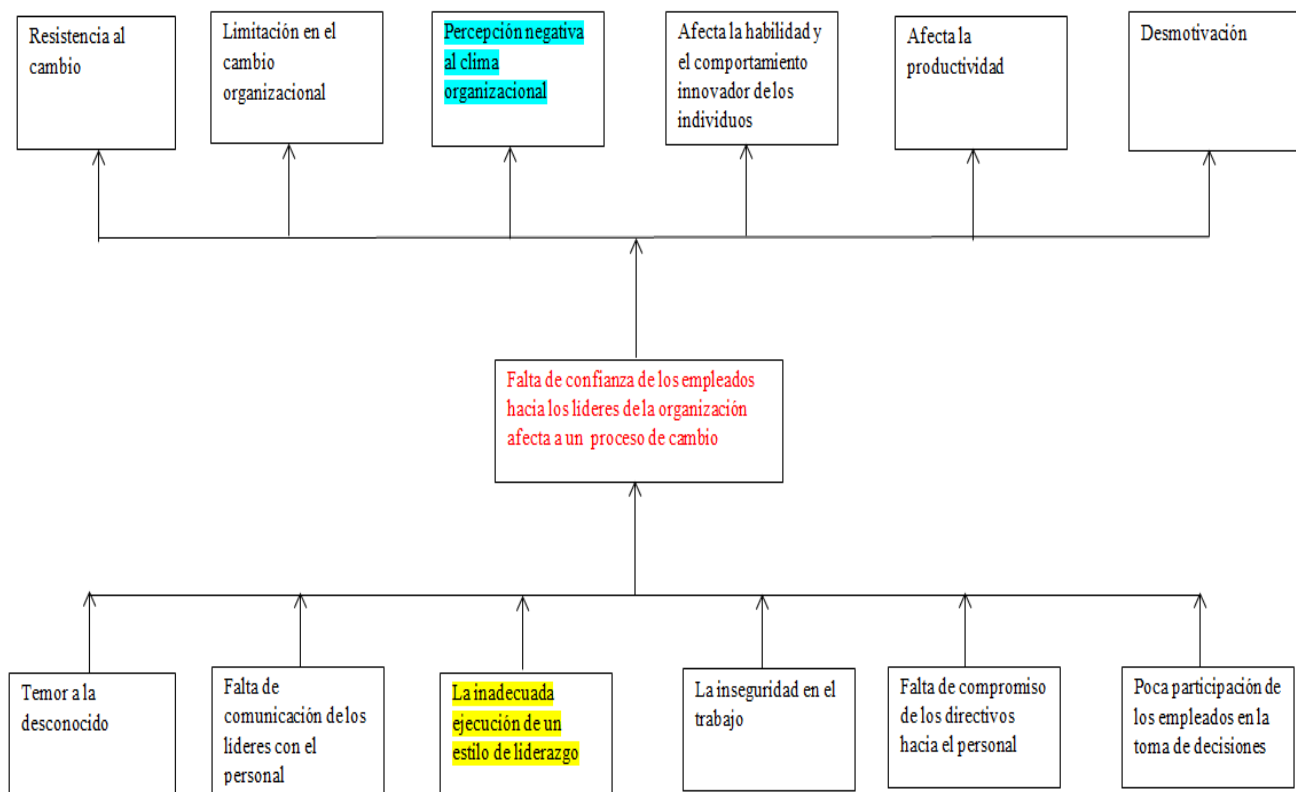 Resistencia al
cambio
Limitación en el
cambio
organizacional
Percepción negativa
al clima
organizacional
Afecta la habilidad y
el comportamiento
innovador de los
individuos
Afecta la
productividad
Desmotivación
Falta de confianza de los empleados
hacia los lideres de la organización
afecta a un proceso de cambio
Temor a la
desconocido
Falta de
comunicación de los
lideres con el
personal
La inadecuada
ejecución de un
estilo de liderazgo
La inseguridad en el
trabajo
Falta de compromiso
de los directivos
hacia el personal
Poca participación de
los empleados en la
toma de decisiones